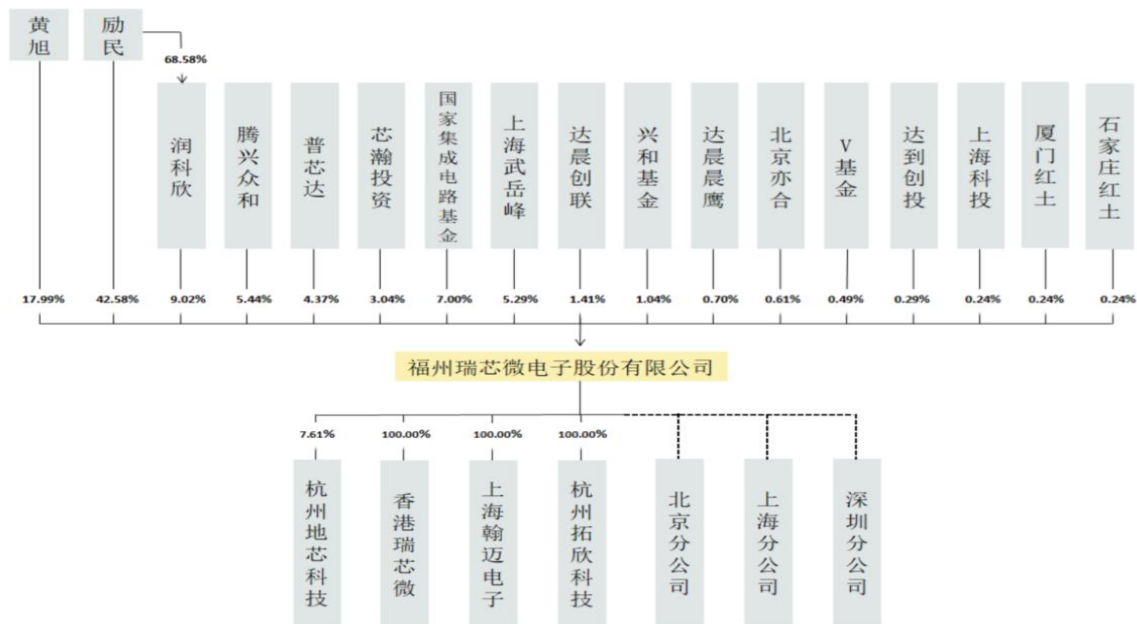 黄旭
励民
68.58%
润科欣
腾兴众和
普芯达
芯瀚投资
国家集成电路基金
上海武岳峰
达晨创联
兴和基金
达晨晨鹰
北京亦合
V基金
达到创投
上海科投
厦门红土
石家庄红土
17.99%
42.58%
9.02%
5.44%
4.37%
3.04%
7.00%
5.29%
1.41%
1.04%
0.70%
0.61%
0.49%
0.29%
0.24%
0.24%
0.24%
福州瑞芯微电子股份有限公司
7.61%
100.00%
100.00%
100.00%
杭州地芯科技
香港瑞芯微
上海翰迈电子
杭州拓欣科技
北京分公司
上海分公司
深圳分公司